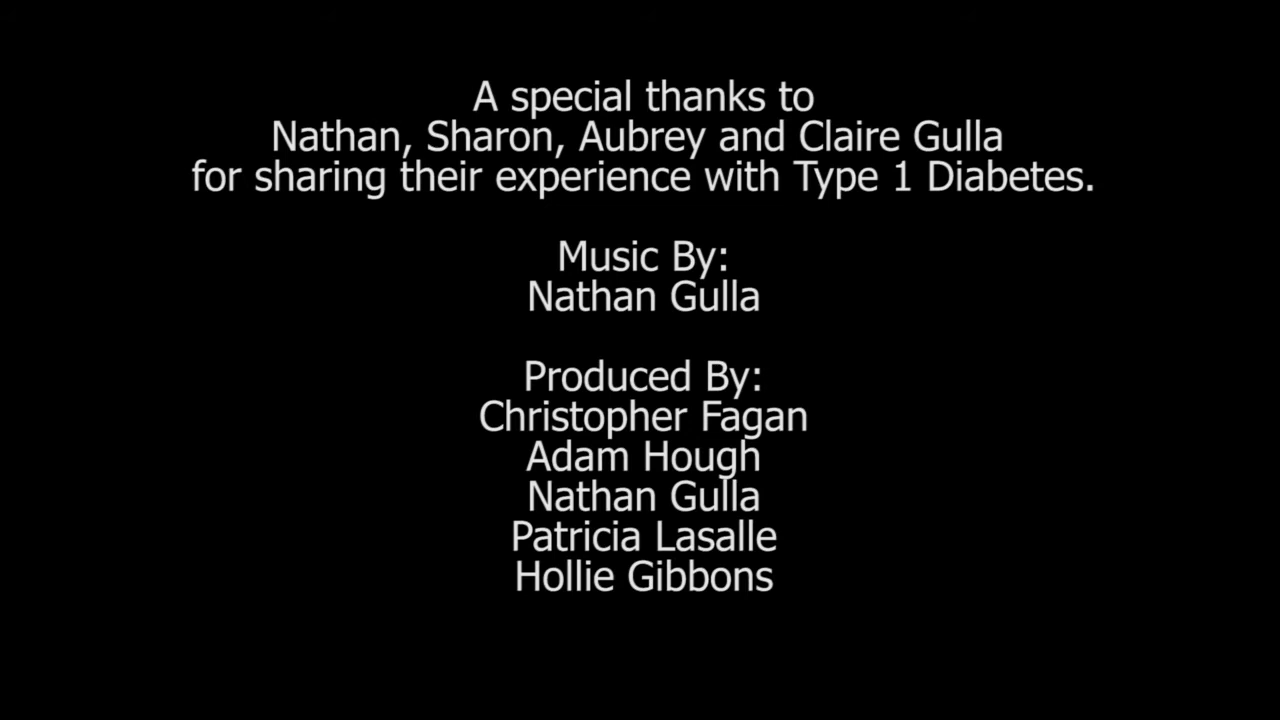 A special thanks to
Nathan, Sharon, Aubrey and Claire Gulla
for sharing their experience with Type 1 Diabetes.
Music By:
Nathan Gulla
Produced By:
Christopher Fagan
Adam Hough
Nathan Gulla
Patricia Lasalle
Hollie Gibbons